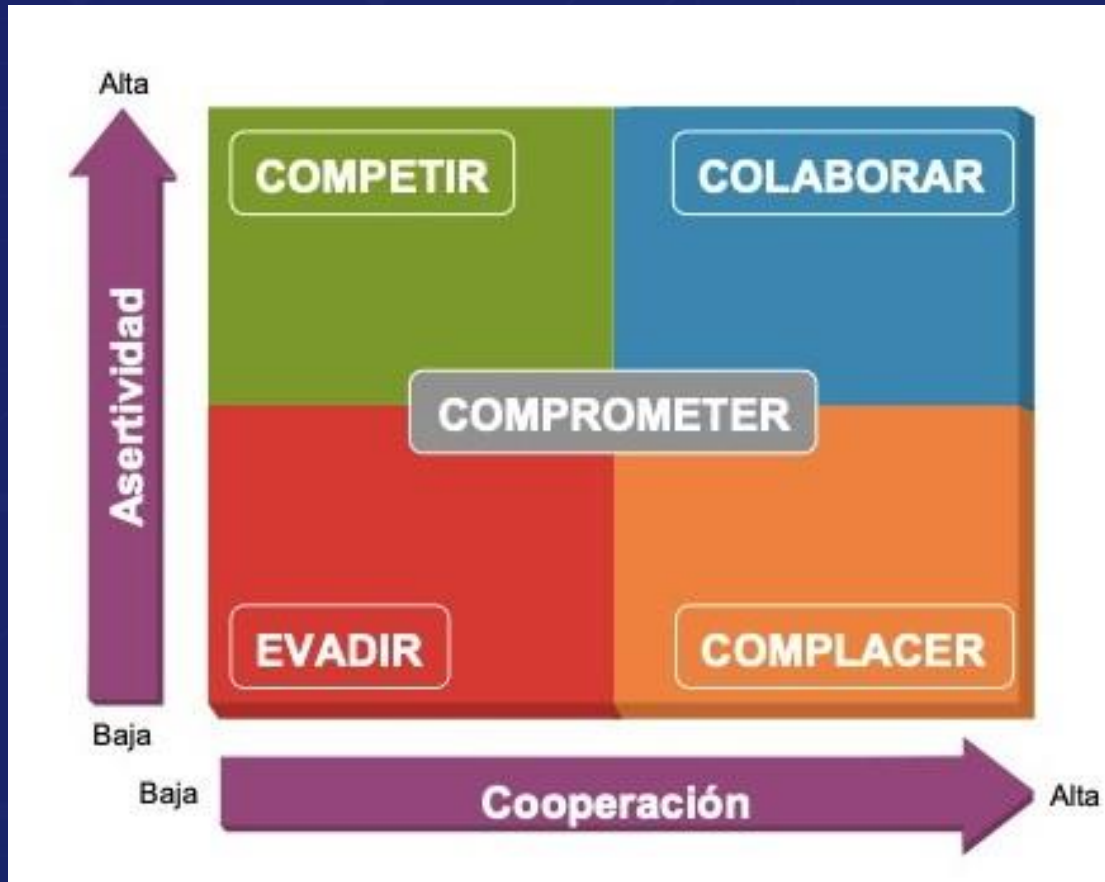 Alta
COMPETIR
COLABORAR
Asertividad
COMPROMETER
EVADIR
COMPLACER
Baja
Baja
Cooperación
Alta